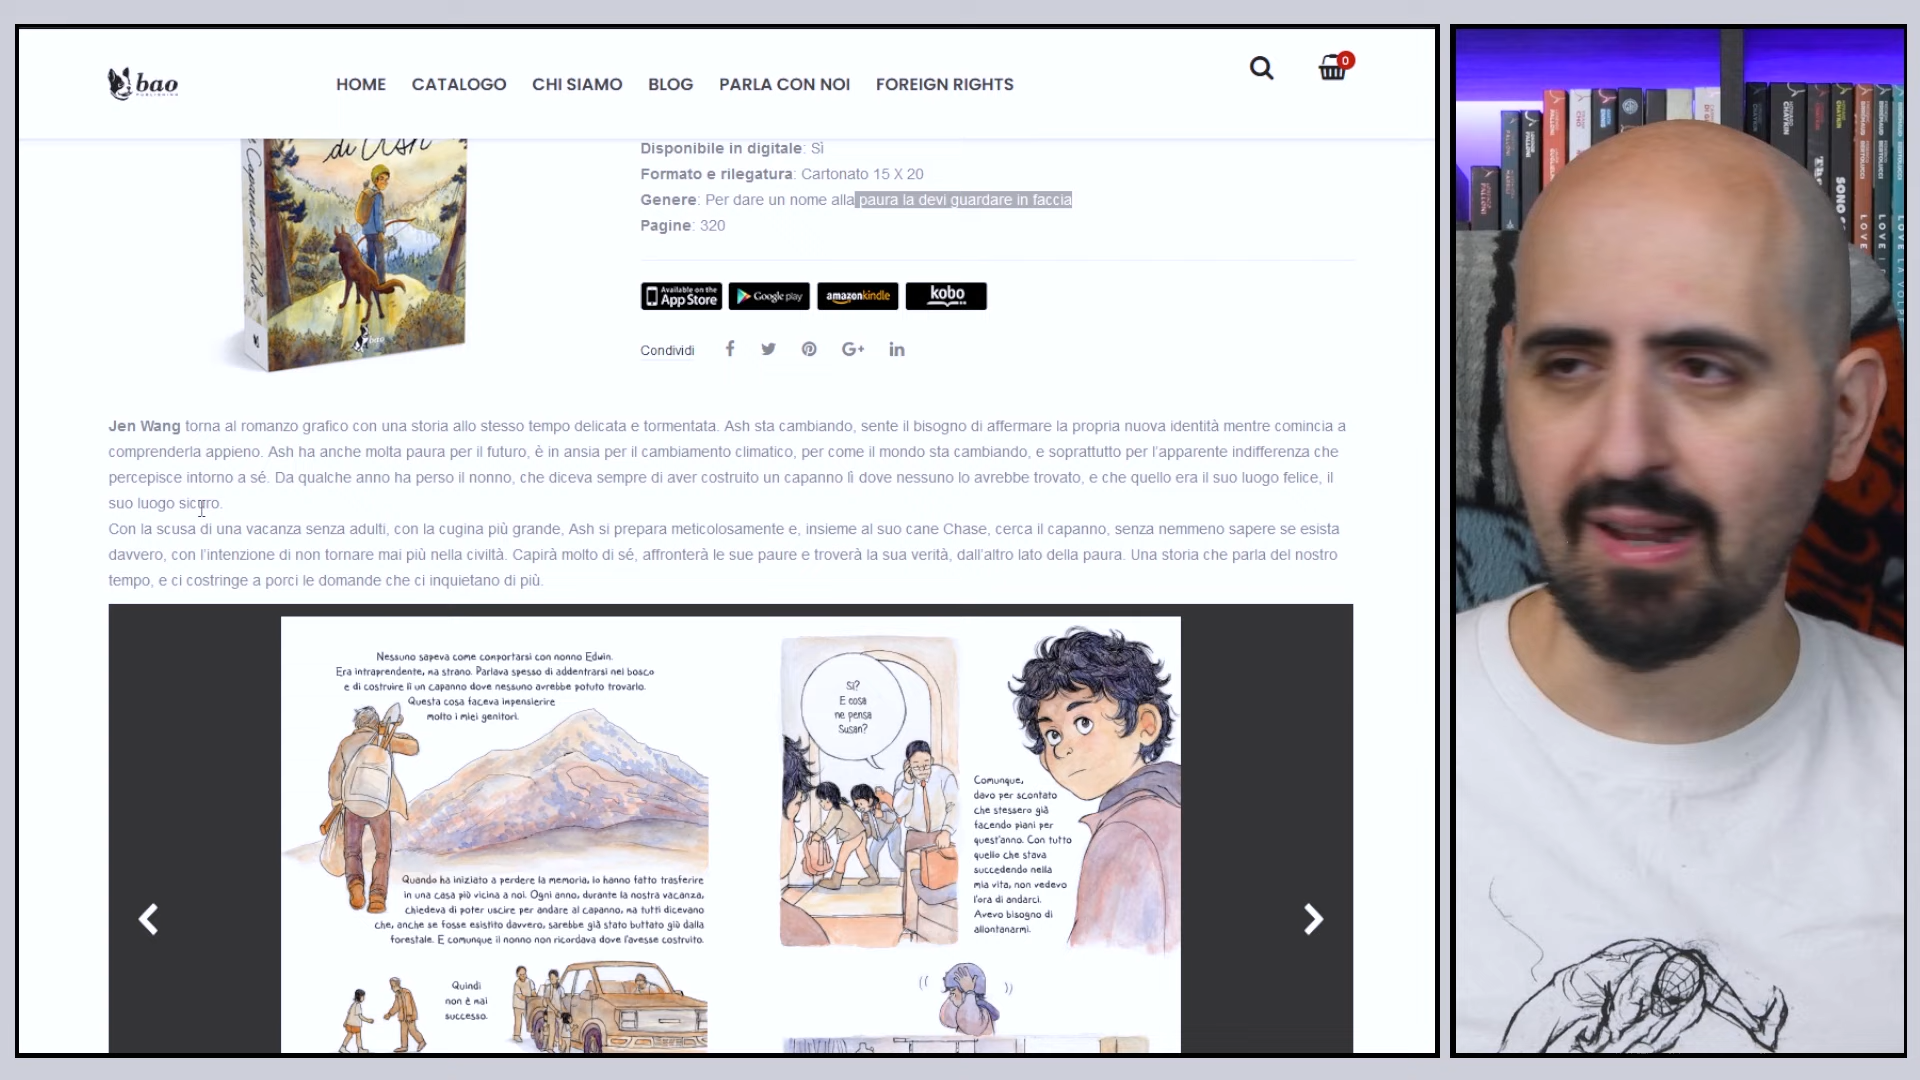 bao
PUBLISHING
HOME CATALOGO CHI SIAMO BLOG PARLA CON NOI FOREIGN RIGHTS
0
di Ash
Capanno di Ash
bao
Disponibile in digitale: Sì
Formato e rilegatura: Cartonato 15 X 20
Genere: Per dare un nome alla paura la devi guardare in faccia
Pagine: 320
Available on the
App Store
Google play
amazonkindle
kobo
Condividi
Jen Wang torna al romanzo grafico con una storia allo stesso tempo delicata e tormentata. Ash sta cambiando, sente il bisogno di affermare la propria nuova identità mentre comincia a
comprenderla appieno. Ash ha anche molta paura per il futuro, è in ansia per il cambiamento climatico, per come il mondo sta cambiando, e soprattutto per l'apparente indifferenza che
percepisce intorno a sé. Da qualche anno ha perso il nonno, che diceva sempre di aver costruito un capanno lì dove nessuno lo avrebbe trovato, e che quello era il suo luogo felice, il
suo luogo sicuro.
Con la scusa di una vacanza senza adulti, con la cugina più grande, Ash si prepara meticolosamente e, insieme al suo cane Chase, cerca il capanno, senza nemmeno sapere se esista
davvero, con l'intenzione di non tornare mai più nella civiltà. Capirà molto di sé, affronterà le sue paure e troverà la sua verità, dall'altro lato della paura. Una storia che parla del nostro
tempo, e ci costringe a porci le domande che ci inquietano di più.
Nessuno sapeva come comportarsi con nonno Edwin.
Era intraprendente, ma strano. Parlava spesso di addentrarsi nel bosco
e di costruire lì un capanno dove nessuno avrebbe potuto trovarlo.
Questa cosa faceva impensierire
molto i miei genitori.
Quando ha iniziato a perdere la memoria, lo hanno fatto trasferire
in una casa più vicina a noi. Ogni anno, durante la nostra vacanza,
chiedeva di poter uscire per andare al capanno, ma tutti dicevano
che, anche se fosse esistito davvero, sarebbe già stato buttato giù dalla
forestale. E comunque il nonno non ricordava dove l'avesse costruito.
Quindi
non è mai
successo.
Sì?
E cosa
ne pensa
Susan?
Comunque,
davo per scontato
che stessero già
facendo piani per
quest'anno. Con tutto
quello che stava
succedendo nella
mia vita, non vedevo
l'ora di andarci.
Avevo bisogno di
allontanarmi.
SONO
LOVE
LOVE
LOVE LA VOLPE